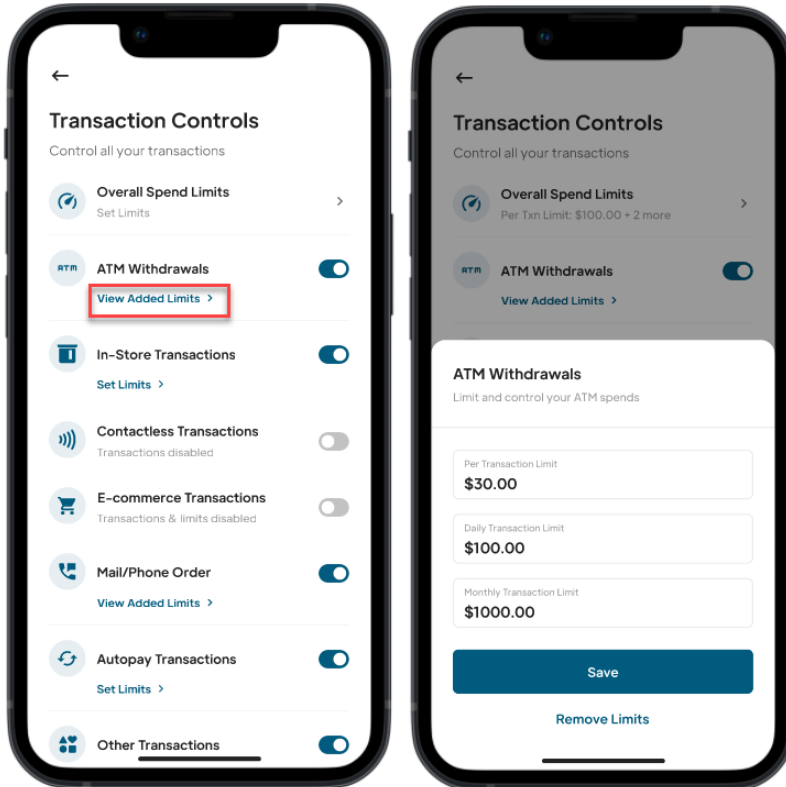 Transaction Controls
Control all your transactions
Overall Spend Limits
Set Limits
ATM
ATM Withdrawals
View Added Limits >
In-Store Transactions
Set Limits >
Contactless Transactions
Transactions disabled
E-commerce Transactions
Transactions & limits disabled
Mail/Phone Order
View Added Limits >
Autopay Transactions
Set Limits >
Other Transactions
Transaction Controls
Control all your transactions
Overall Spend Limits
Per Txn Limit: $100.00 + 2 more
ATM
ATM Withdrawals
View Added Limits >
ATM Withdrawals
Limit and control your ATM spends
Per Transaction Limit
$30.00
Daily Transaction Limit
$100.00
Monthly Transaction Limit
$1000.00
Save
Remove Limits